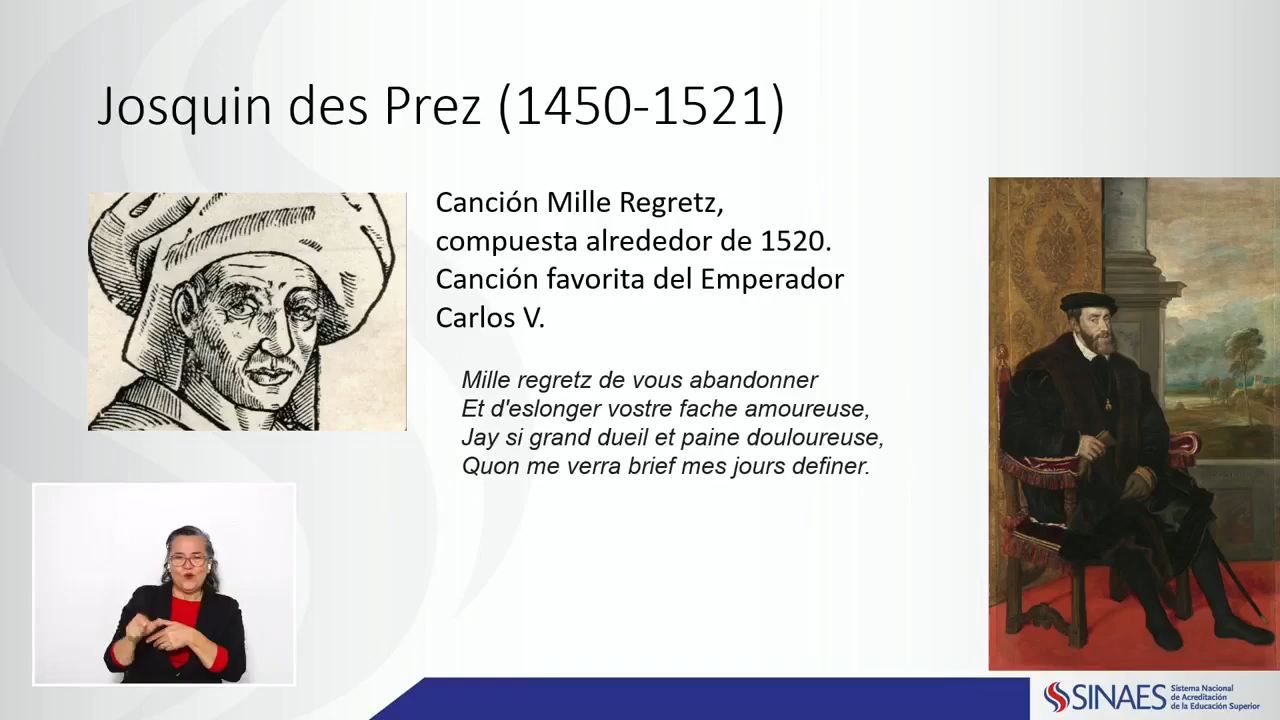 Josquin des Prez (1450-1521)
Canción Mille Regretz,
compuesta alrededor de 1520.
Canción favorita del Emperador
Carlos V.
Mille regretz de vous abandonner
Et d'eslonger vostre fache amoureuse,
Jay si grand dueil et paine douloureuse,
Quon me verra brief mes jours definer.
SINAES
Sistema Nacional
de Acreditación
de la Educación Superior